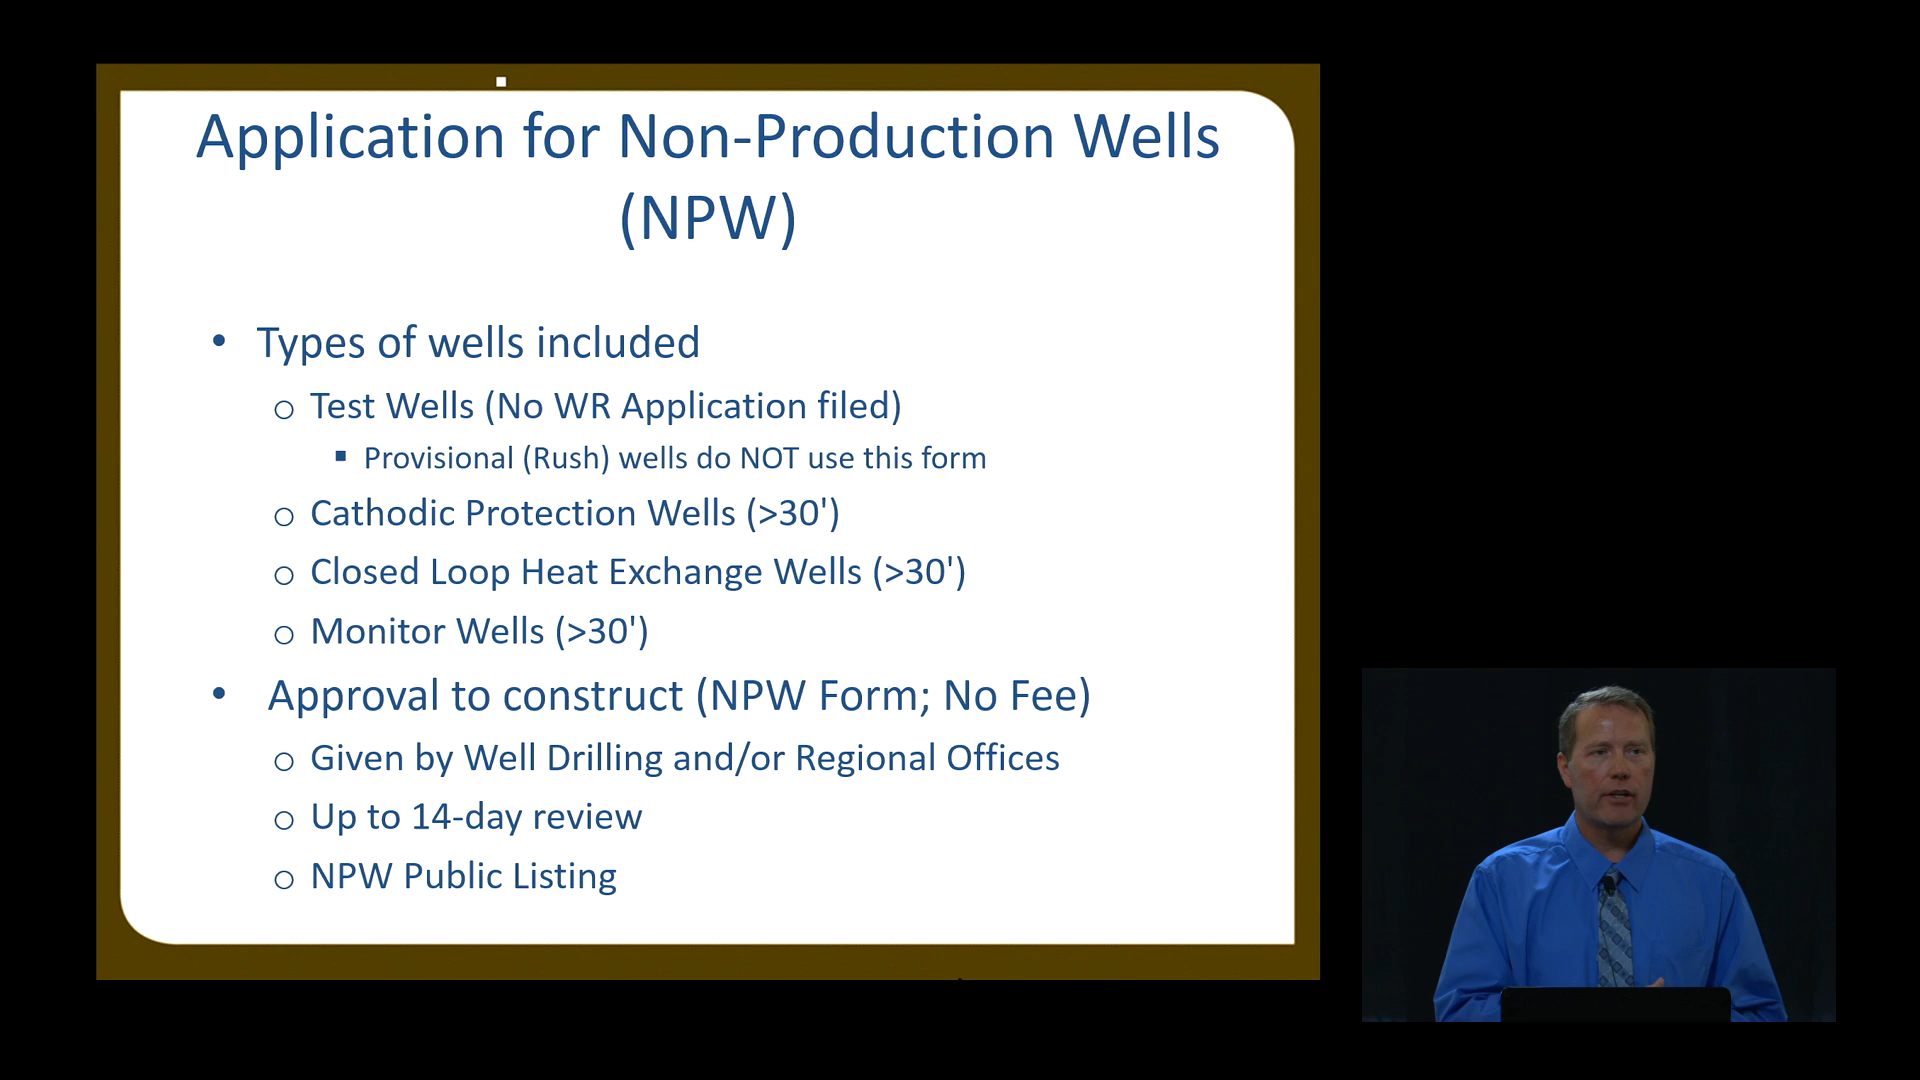 Application for Non-Production Wells
(NPW)
• Types of wells included
o Test Wells (No WR Application filed)
▪ Provisional (Rush) wells do NOT use this form
o Cathodic Protection Wells (>30')
o Closed Loop Heat Exchange Wells (>30')
o Monitor Wells (>30')
• Approval to construct (NPW Form; No Fee)
o Given by Well Drilling and/or Regional Offices
o Up to 14-day review
o NPW Public Listing